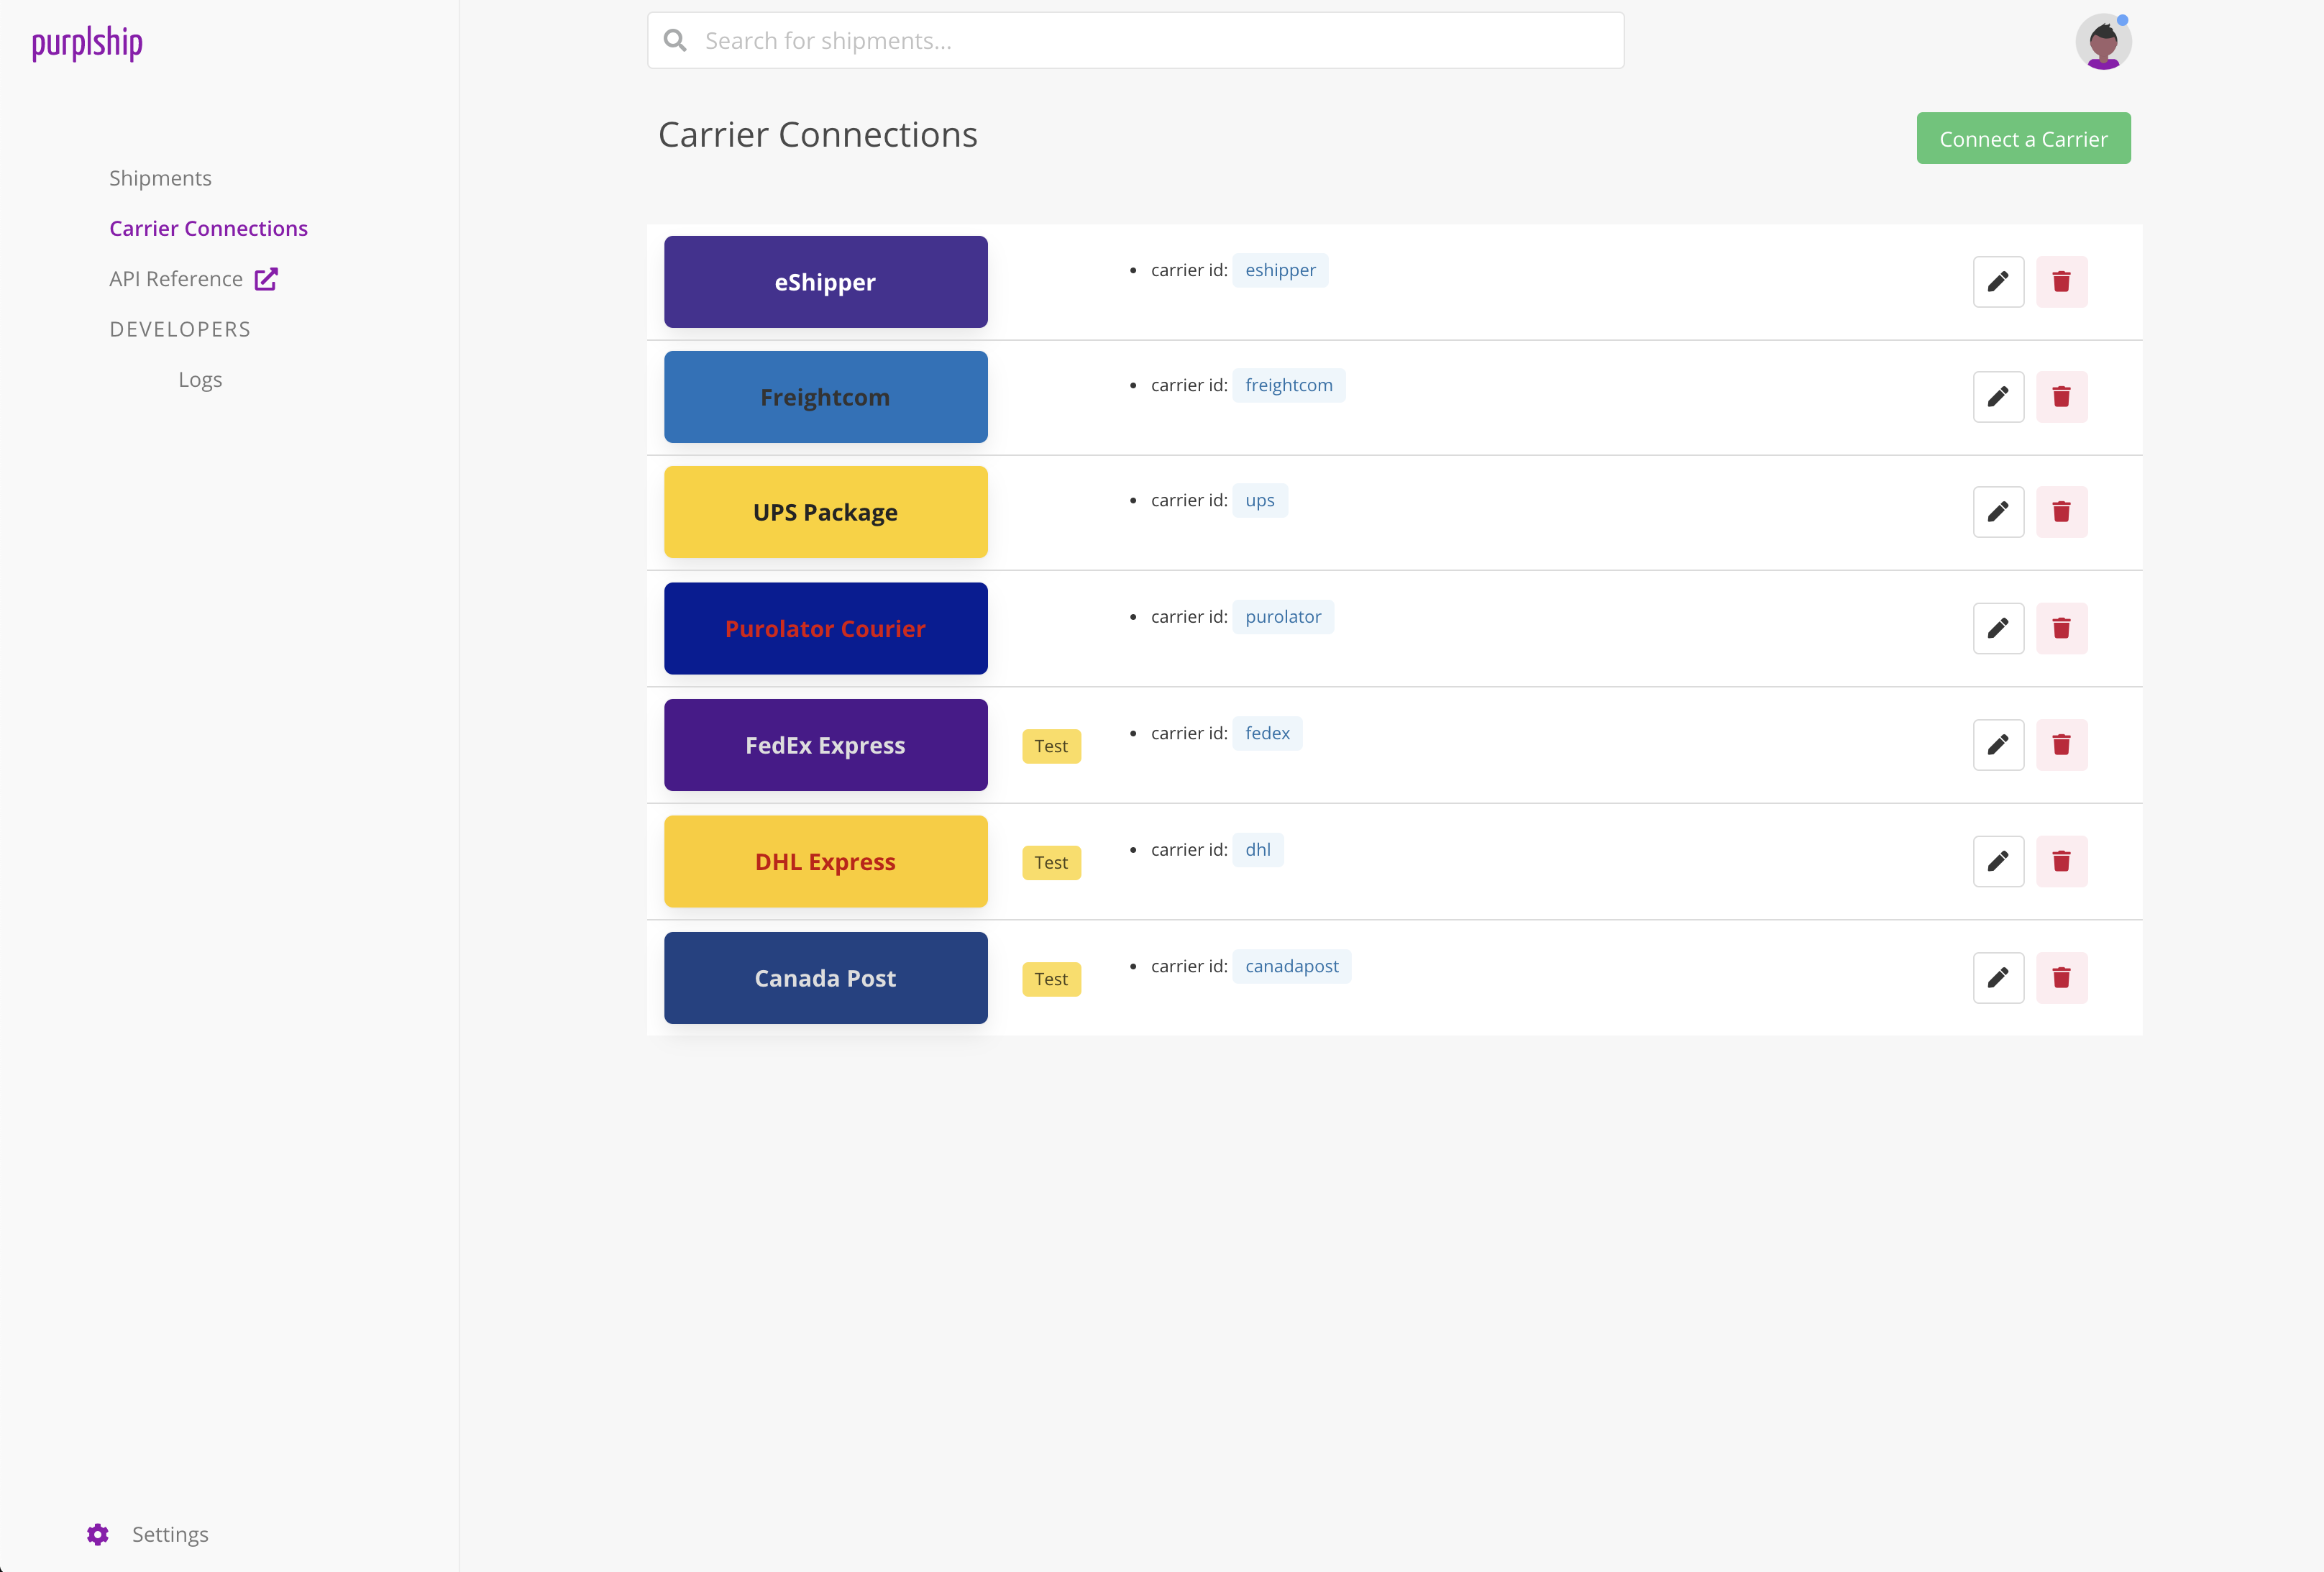 purplship
Search for shipments...
Carrier Connections
Connect a Carrier
Shipments
Carrier Connections
API Reference
DEVELOPERS
Logs
eShipper
carrier id: eshipper
Freightcom
carrier id: freightcom
UPS Package
carrier id: ups
Purolator Courier
carrier id: purolator
FedEx Express
Test
carrier id: fedex
DHL Express
Test
carrier id: dhl
Canada Post
Test
carrier id: canadapost
Settings